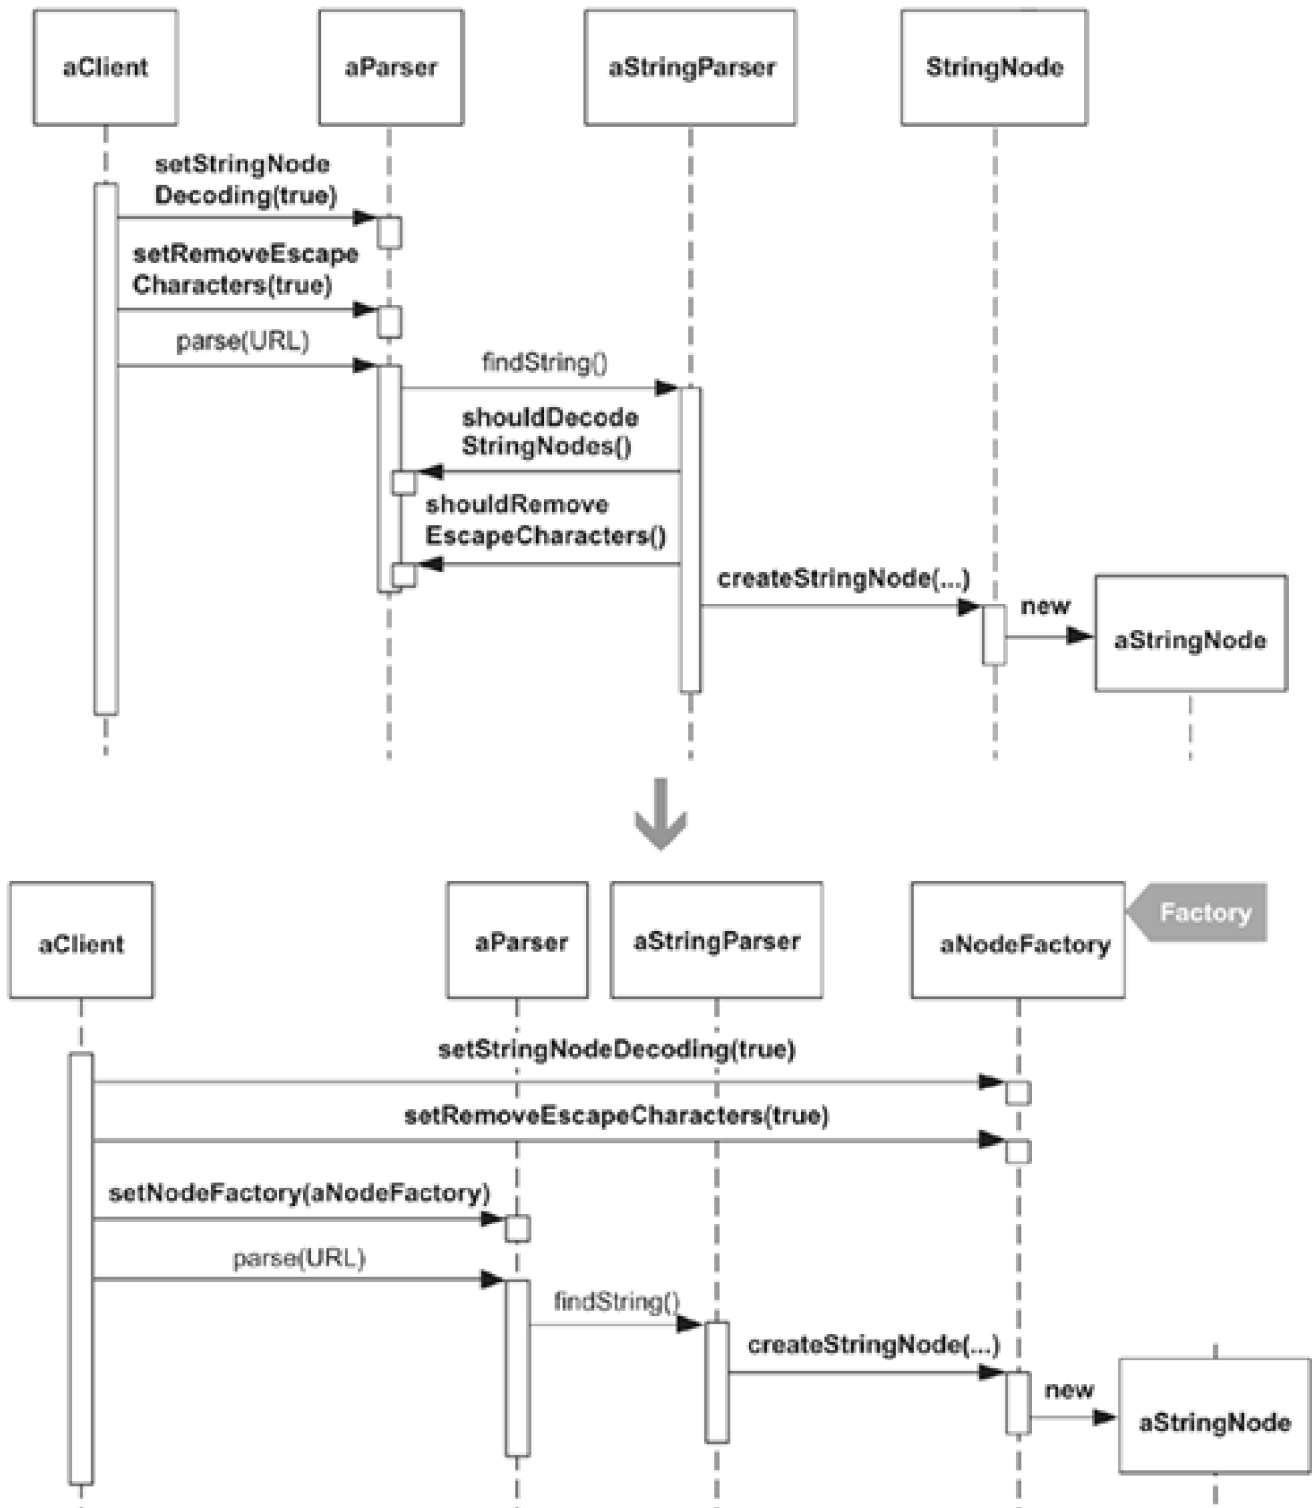 aClient
aParser
aStringParser
StringNode
setStringNode
Decoding(true)
setRemoveEscape
Characters(true)
parse(URL)
findString()
shouldDecode
StringNodes()
shouldRemove
EscapeCharacters()
createStringNode(...)
new
aStringNode
aClient
aParser
aStringParser
aNodeFactory
Factory
setStringNodeDecoding(true)
setRemoveEscapeCharacters(true)
setNodeFactory(aNodeFactory)
parse(URL)
findString()
createStringNode(...)
new
aStringNode